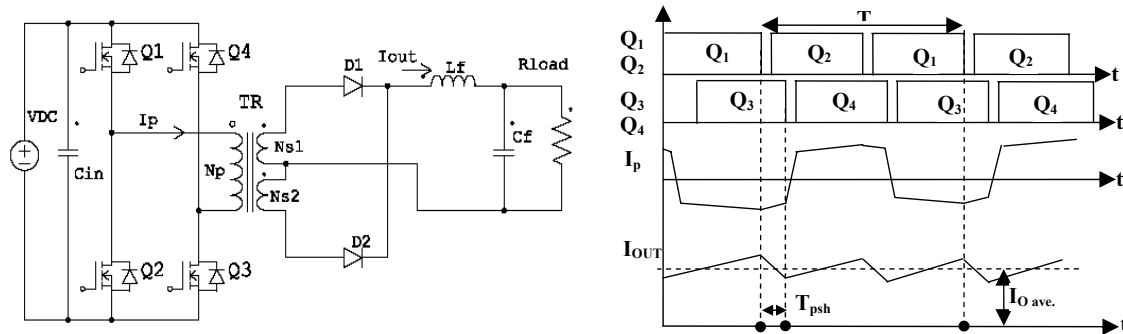 Q1
Q4
Iout
Lf
Rload
D1
VDC
TR
Ip
Ns1
Cf
Cin
Np
Ns2
D2
Q2
Q3
T
Q1
Q1
Q2
Q1
Q2
Q2
t
Q3
Q3
Q4
Q3
Q4
Q4
t
Ip
t
IOUT
Tpsh
IO ave.
t